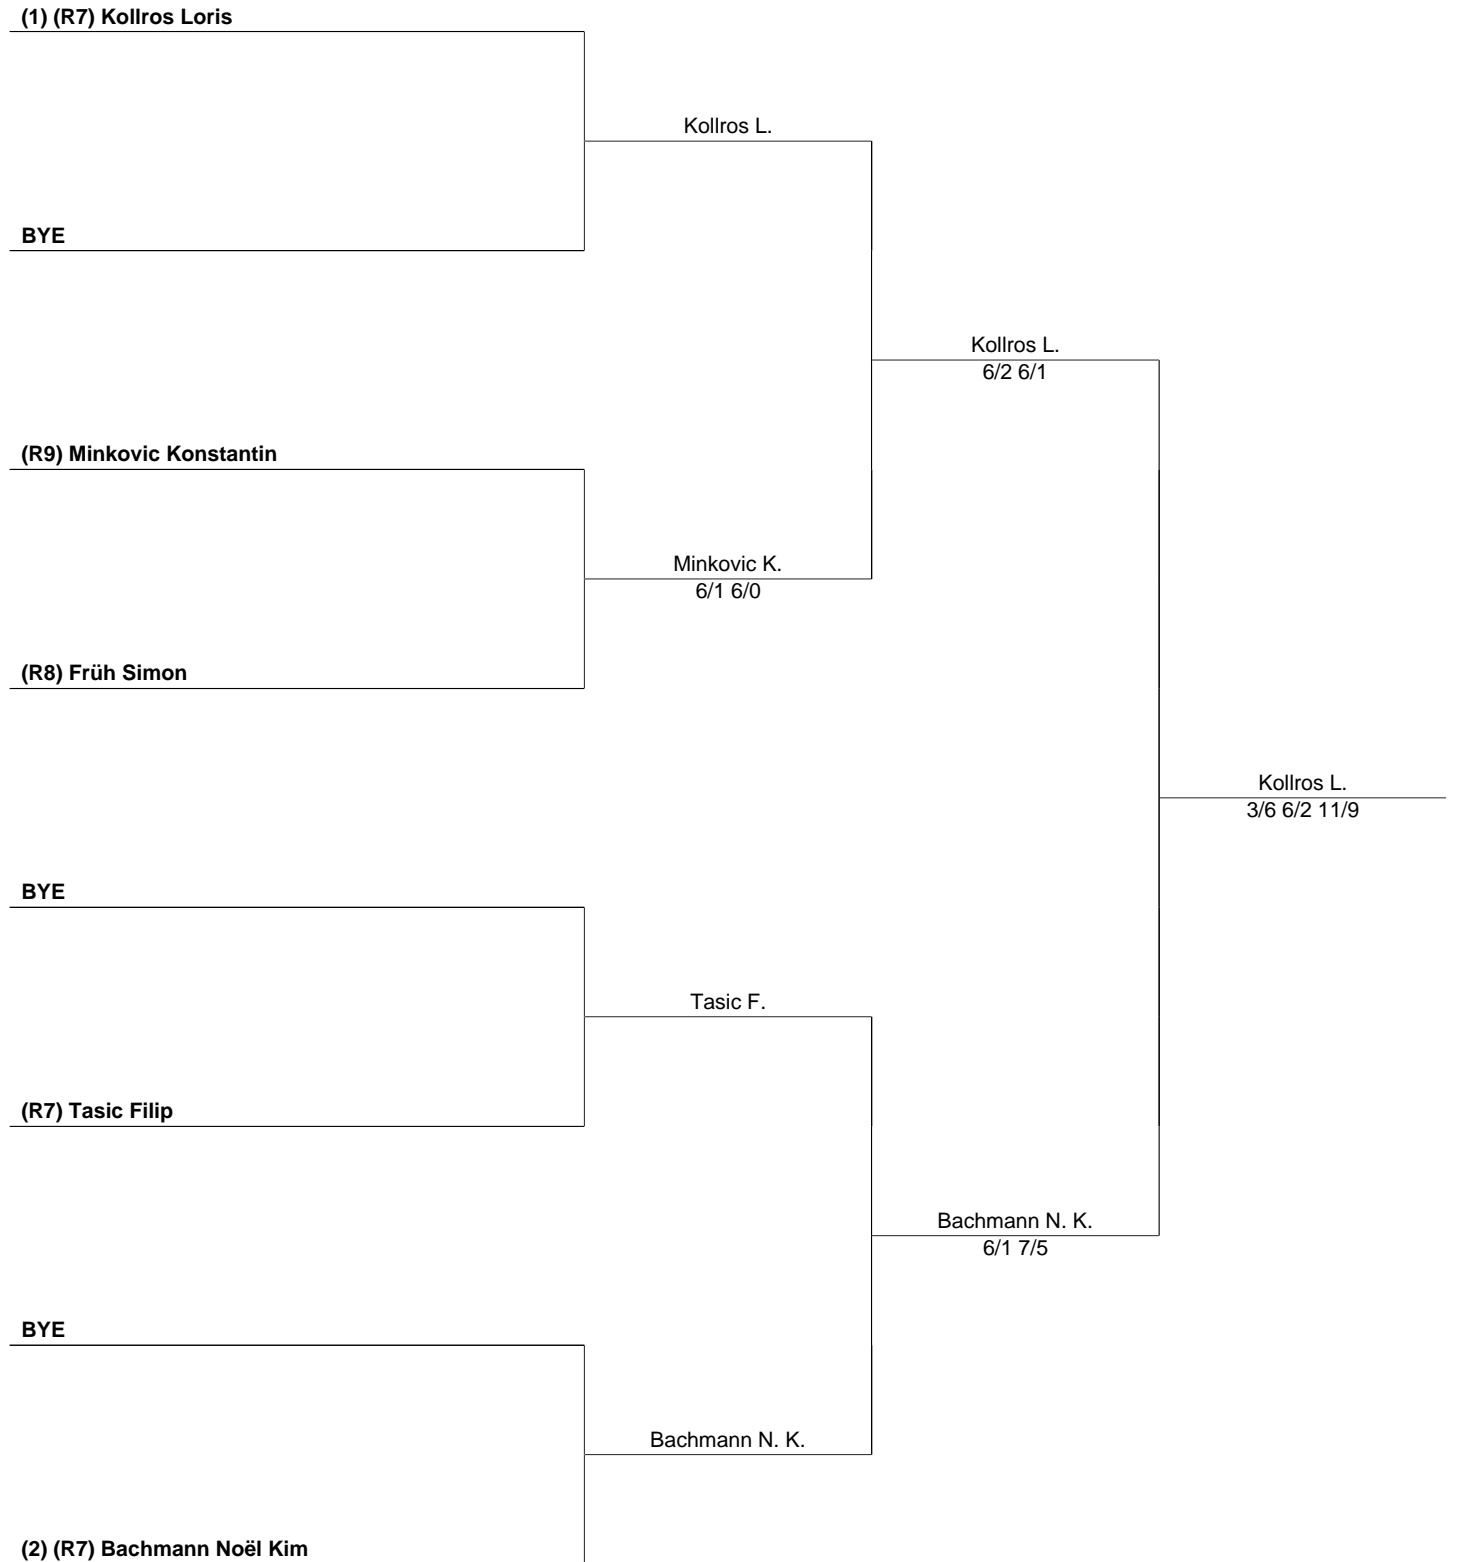 (1) (R7) Kollros Loris
Kollros L.
BYE
Kollros L.
6/2 6/1
(R9) Minkovic Konstantin
Minkovic K.
6/1 6/0
(R8) Früh Simon
Kollros L.
3/6 6/2 11/9
BYE
Tasic F.
(R7) Tasic Filip
Bachmann N. K.
6/1 7/5
BYE
Bachmann N. K.
(2) (R7) Bachmann Noël Kim